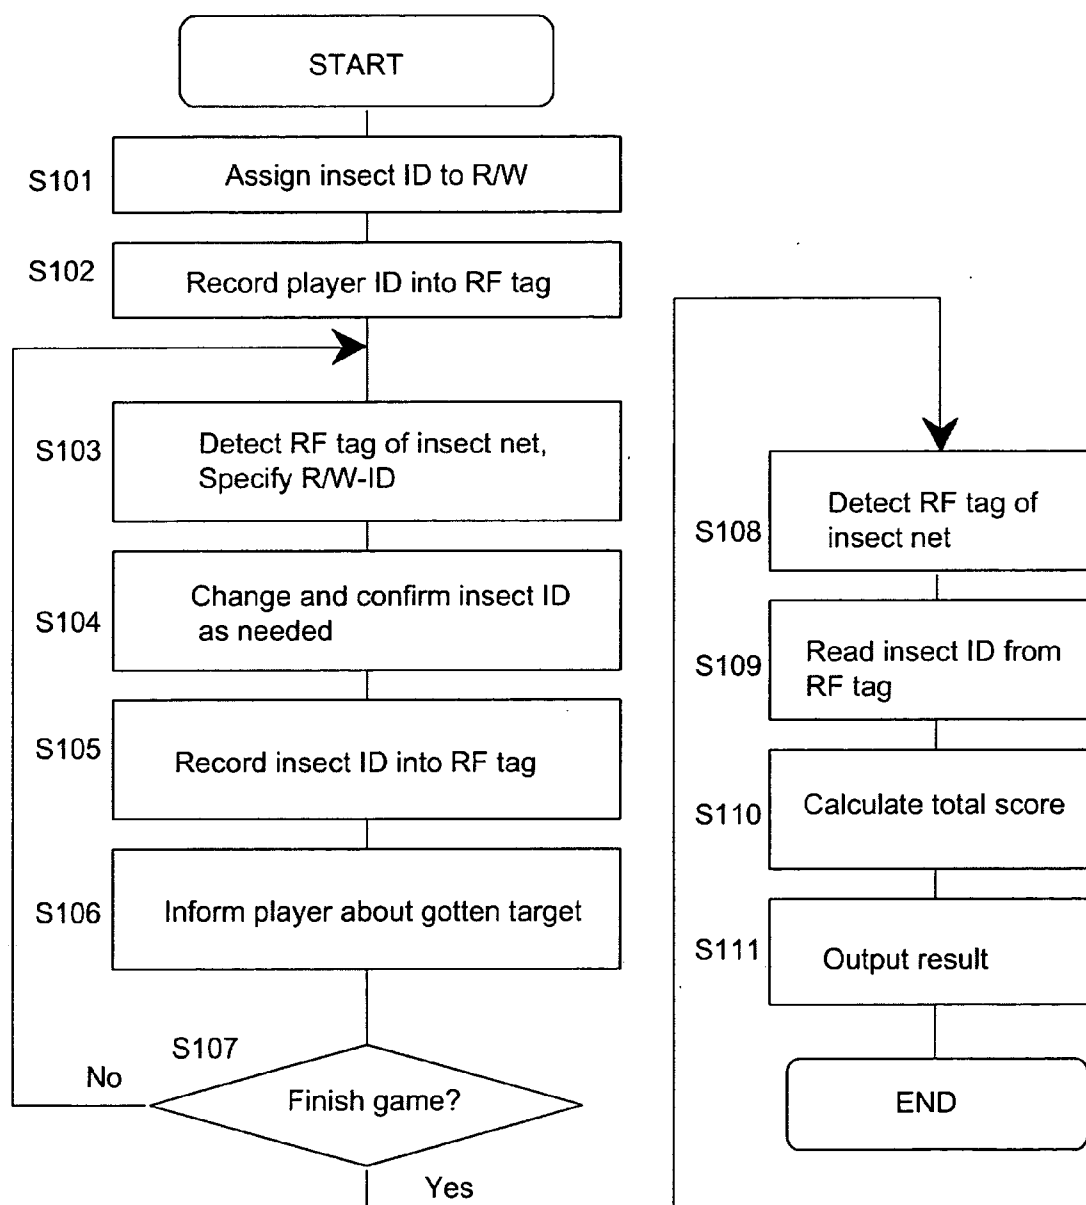 START
S101
Assign insect ID to R/W
S102
Record player ID into RF tag
S103
Detect RF tag of insect net,
Specify R/W-ID
S104
Change and confirm insect ID
as needed
S105
Record insect ID into RF tag
S106
Inform player about gotten target
S107
No
Finish game?
Yes
S108
Detect RF tag of
insect net
S109
Read insect ID from
RF tag
S110
Calculate total score
S111
Output result
END